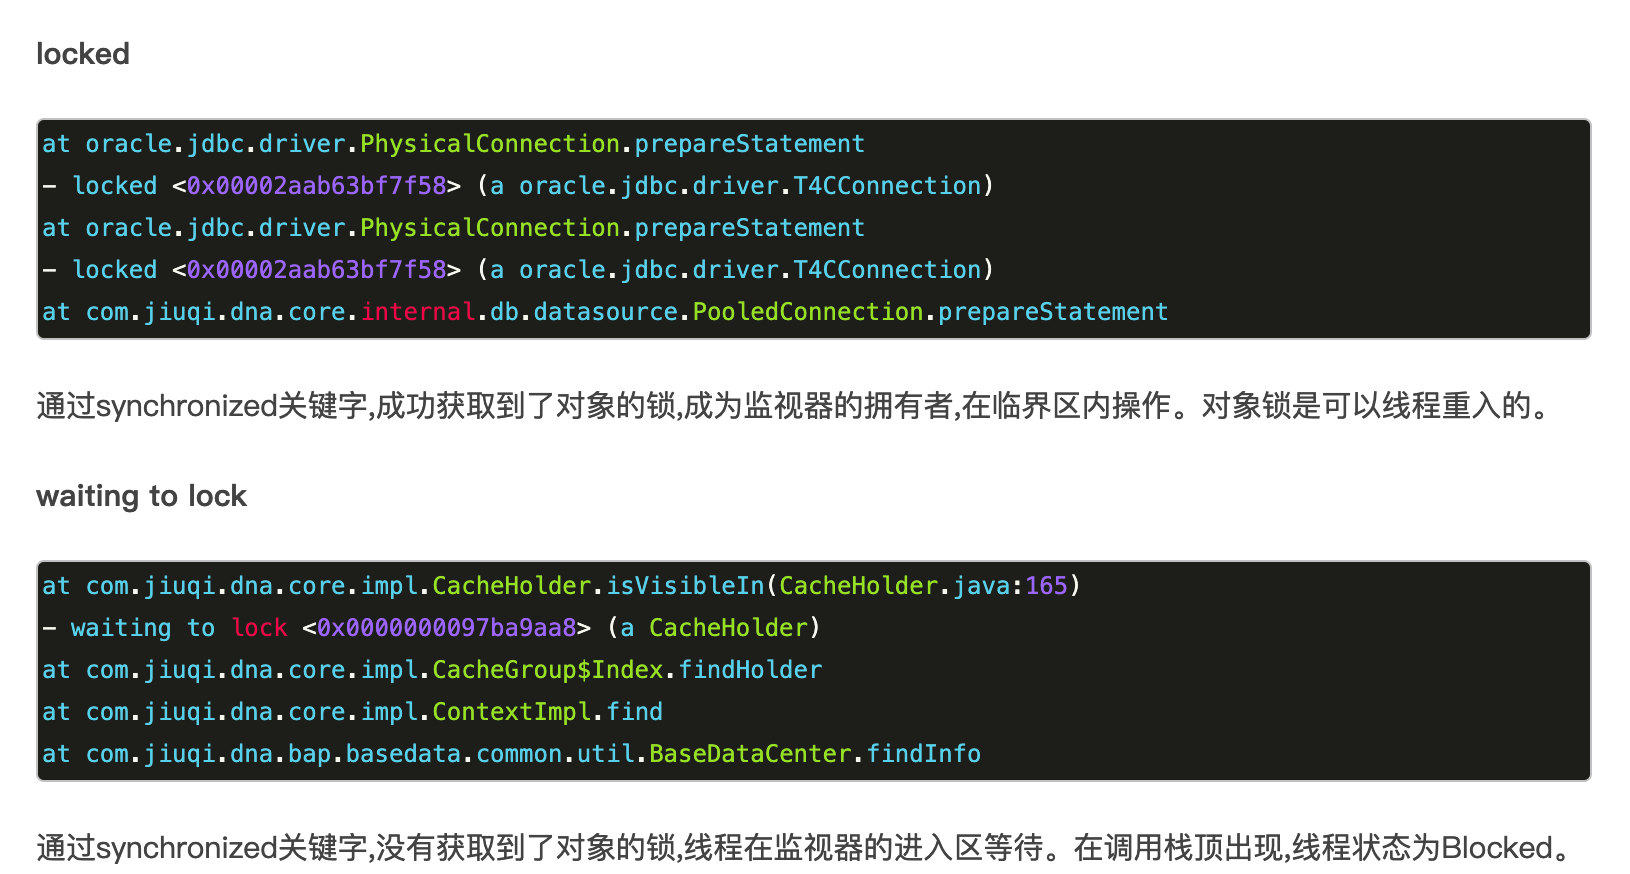 locked
at oracle.jdbc.driver.PhysicalConnection.prepareStatement
- locked <0x00002aab63bf7f58> (a oracle.jdbc.driver.T4CConnection)
at oracle.jdbc.driver.PhysicalConnection.prepareStatement
- locked <0x00002aab63bf7f58> (a oracle.jdbc.driver.T4CConnection)
at com.jiuqi.dna.core.internal.db.datasource.PooledConnection.prepareStatement
通过synchronized关键字,成功获取到了对象的锁,成为监视器的拥有者,在临界区内操作。对象锁是可以线程重入的。
waiting to lock
at com.jiuqi.dna.core.impl.CacheHolder.isVisibleIn(CacheHolder.java:165)
- waiting to lock <0x0000000097ba9aa8> (a CacheHolder)
at com.jiuqi.dna.core.impl.CacheGroup$Index.findHolder
at com.jiuqi.dna.core.impl.ContextImpl.find
at com.jiuqi.dna.bap.basedata.common.util.BaseDataCenter.findInfo
通过synchronized关键字,没有获取到了对象的锁,线程在监视器的进入区等待。在调用栈顶出现,线程状态为Blocked。